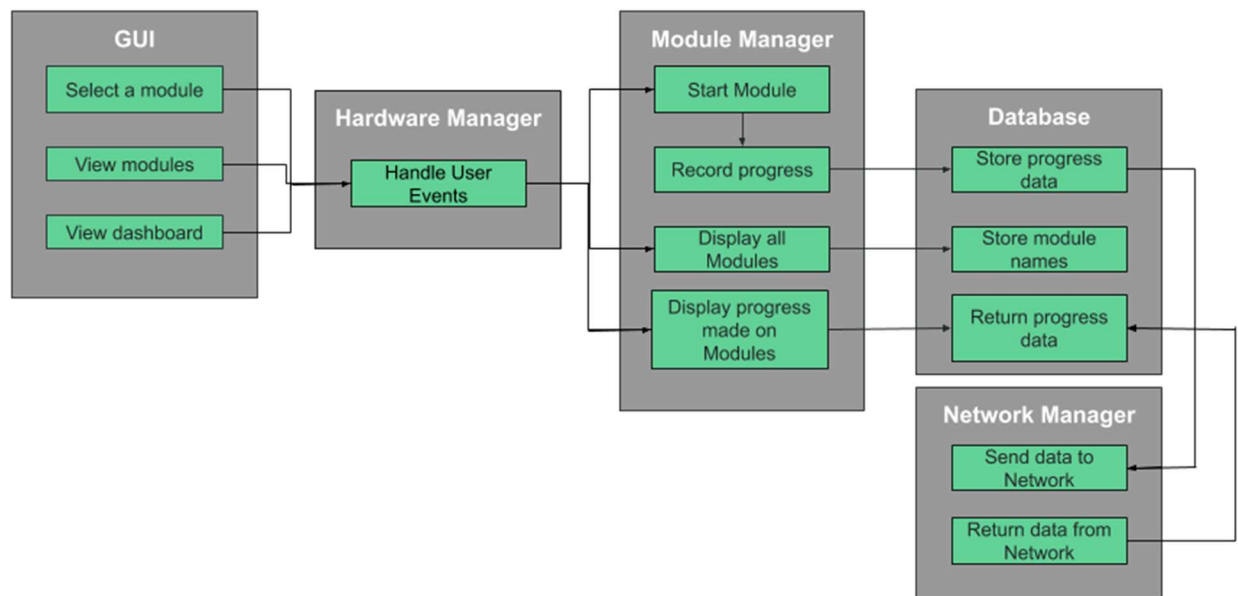 GUI
Select a module
View modules
View dashboard
Hardware Manager
Handle User
Events
Module Manager
Start Module
Record progress
Display all
Modules
Display progress
made on
Modules
Database
Store progress
data
Store module
names
Return progress
data
Network Manager
Send data to
Network
Return data from
Network